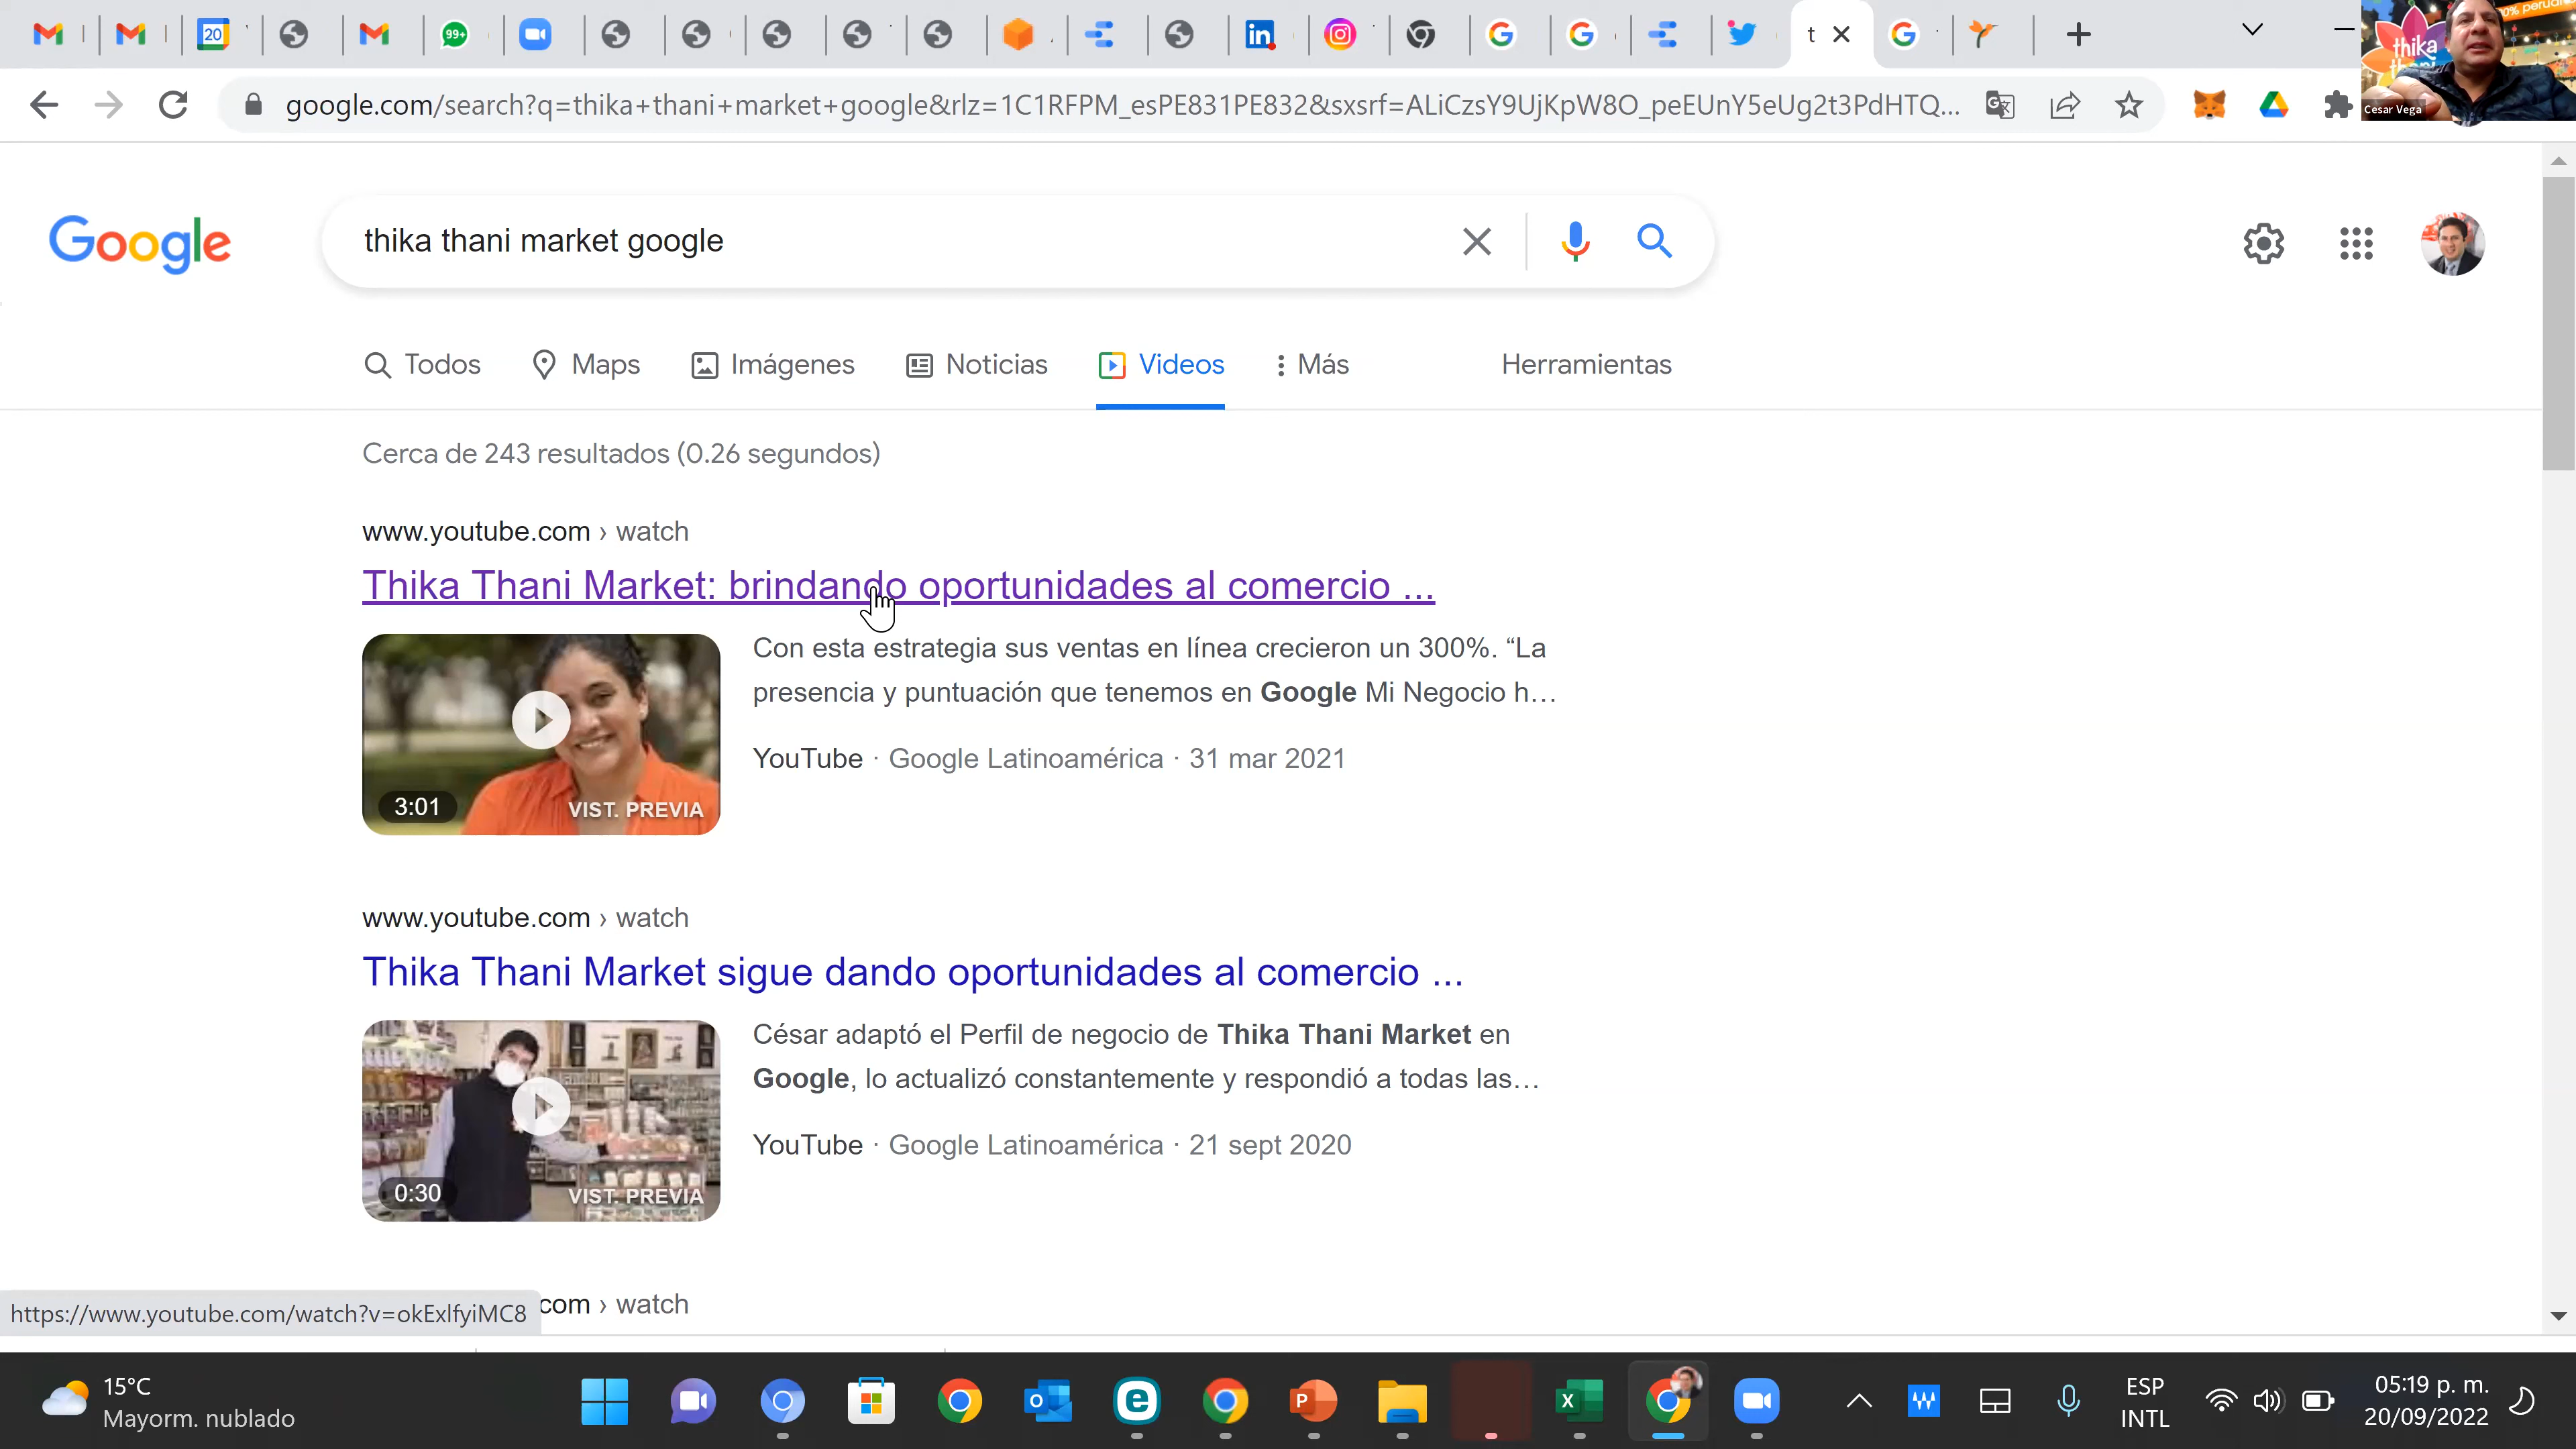 20
99+
in
t
google.com/search?q=thika+thani+market+google&rlz=1C1RFPM_esPE831PE832&sxsrf=ALiCzsY9UjKpW8O_peEUnY5eUg2t3PdHTQ...
thika
Cesar Vega
Google
thika thani market google
Todos
Maps
Imágenes
Noticias
Videos
Más
Herramientas
Cerca de 243 resultados (0.26 segundos)
www.youtube.com › watch
Thika Thani Market: brindando oportunidades al comercio ...
Con esta estrategia sus ventas en línea crecieron un 300%. “La
presencia y puntuación que tenemos en Google Mi Negocio h...
YouTube · Google Latinoamérica · 31 mar 2021
3:01
VIST. PREVIA
www.youtube.com › watch
Thika Thani Market sigue dando oportunidades al comercio ...
César adaptó el Perfil de negocio de Thika Thani Market en
Google, lo actualizó constantemente y respondió a todas las...
YouTube · Google Latinoamérica · 21 sept 2020
0:30
VIST. PREVIA
com › watch
https://www.youtube.com/watch?v=okExlfyiMC8
15°C
Mayorm. nublado
ESP
INTL
05:19 p. m.
20/09/2022